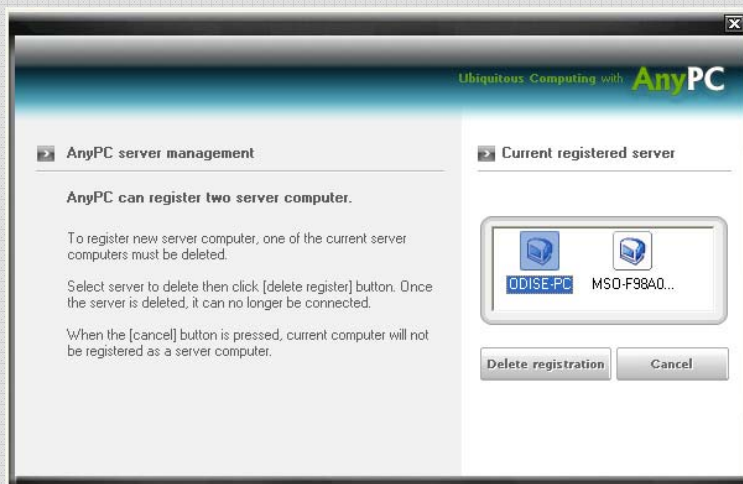 Ubiquitous Computing with AnyPC
AnyPC server management
AnyPC can register two server computer.
To register new server computer, one of the current server
computers must be deleted.
Select server to delete then click [delete register] button. Once
the server is deleted, it can no longer be connected.
When the [cancel] button is pressed, current computer will not
be registered as a server computer.
Current registered server
ODISE-PC MSO-F98A0...
Delete registration Cancel